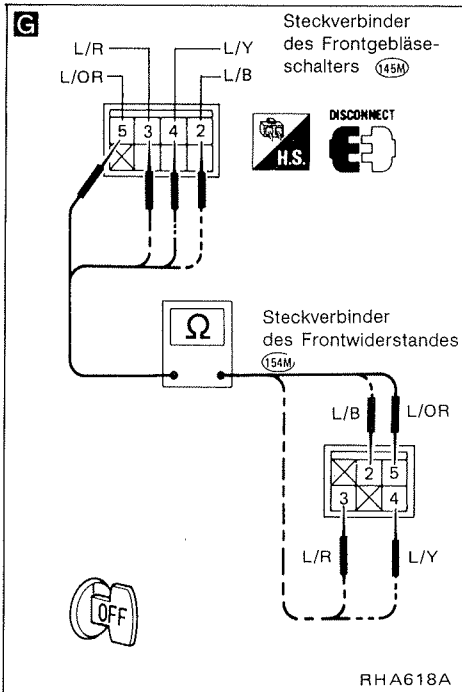 G
Steckverbinder
des Frontgebläse-
schalters 145M
L/R L/Y
L/OR L/B
5 3 4 2
H.S.
DISCONNECT
Ω
Steckverbinder
des Frontwiderstandes
154M
L/B L/OR
2 5
3 4
L/R L/Y
OFF
RHA618A